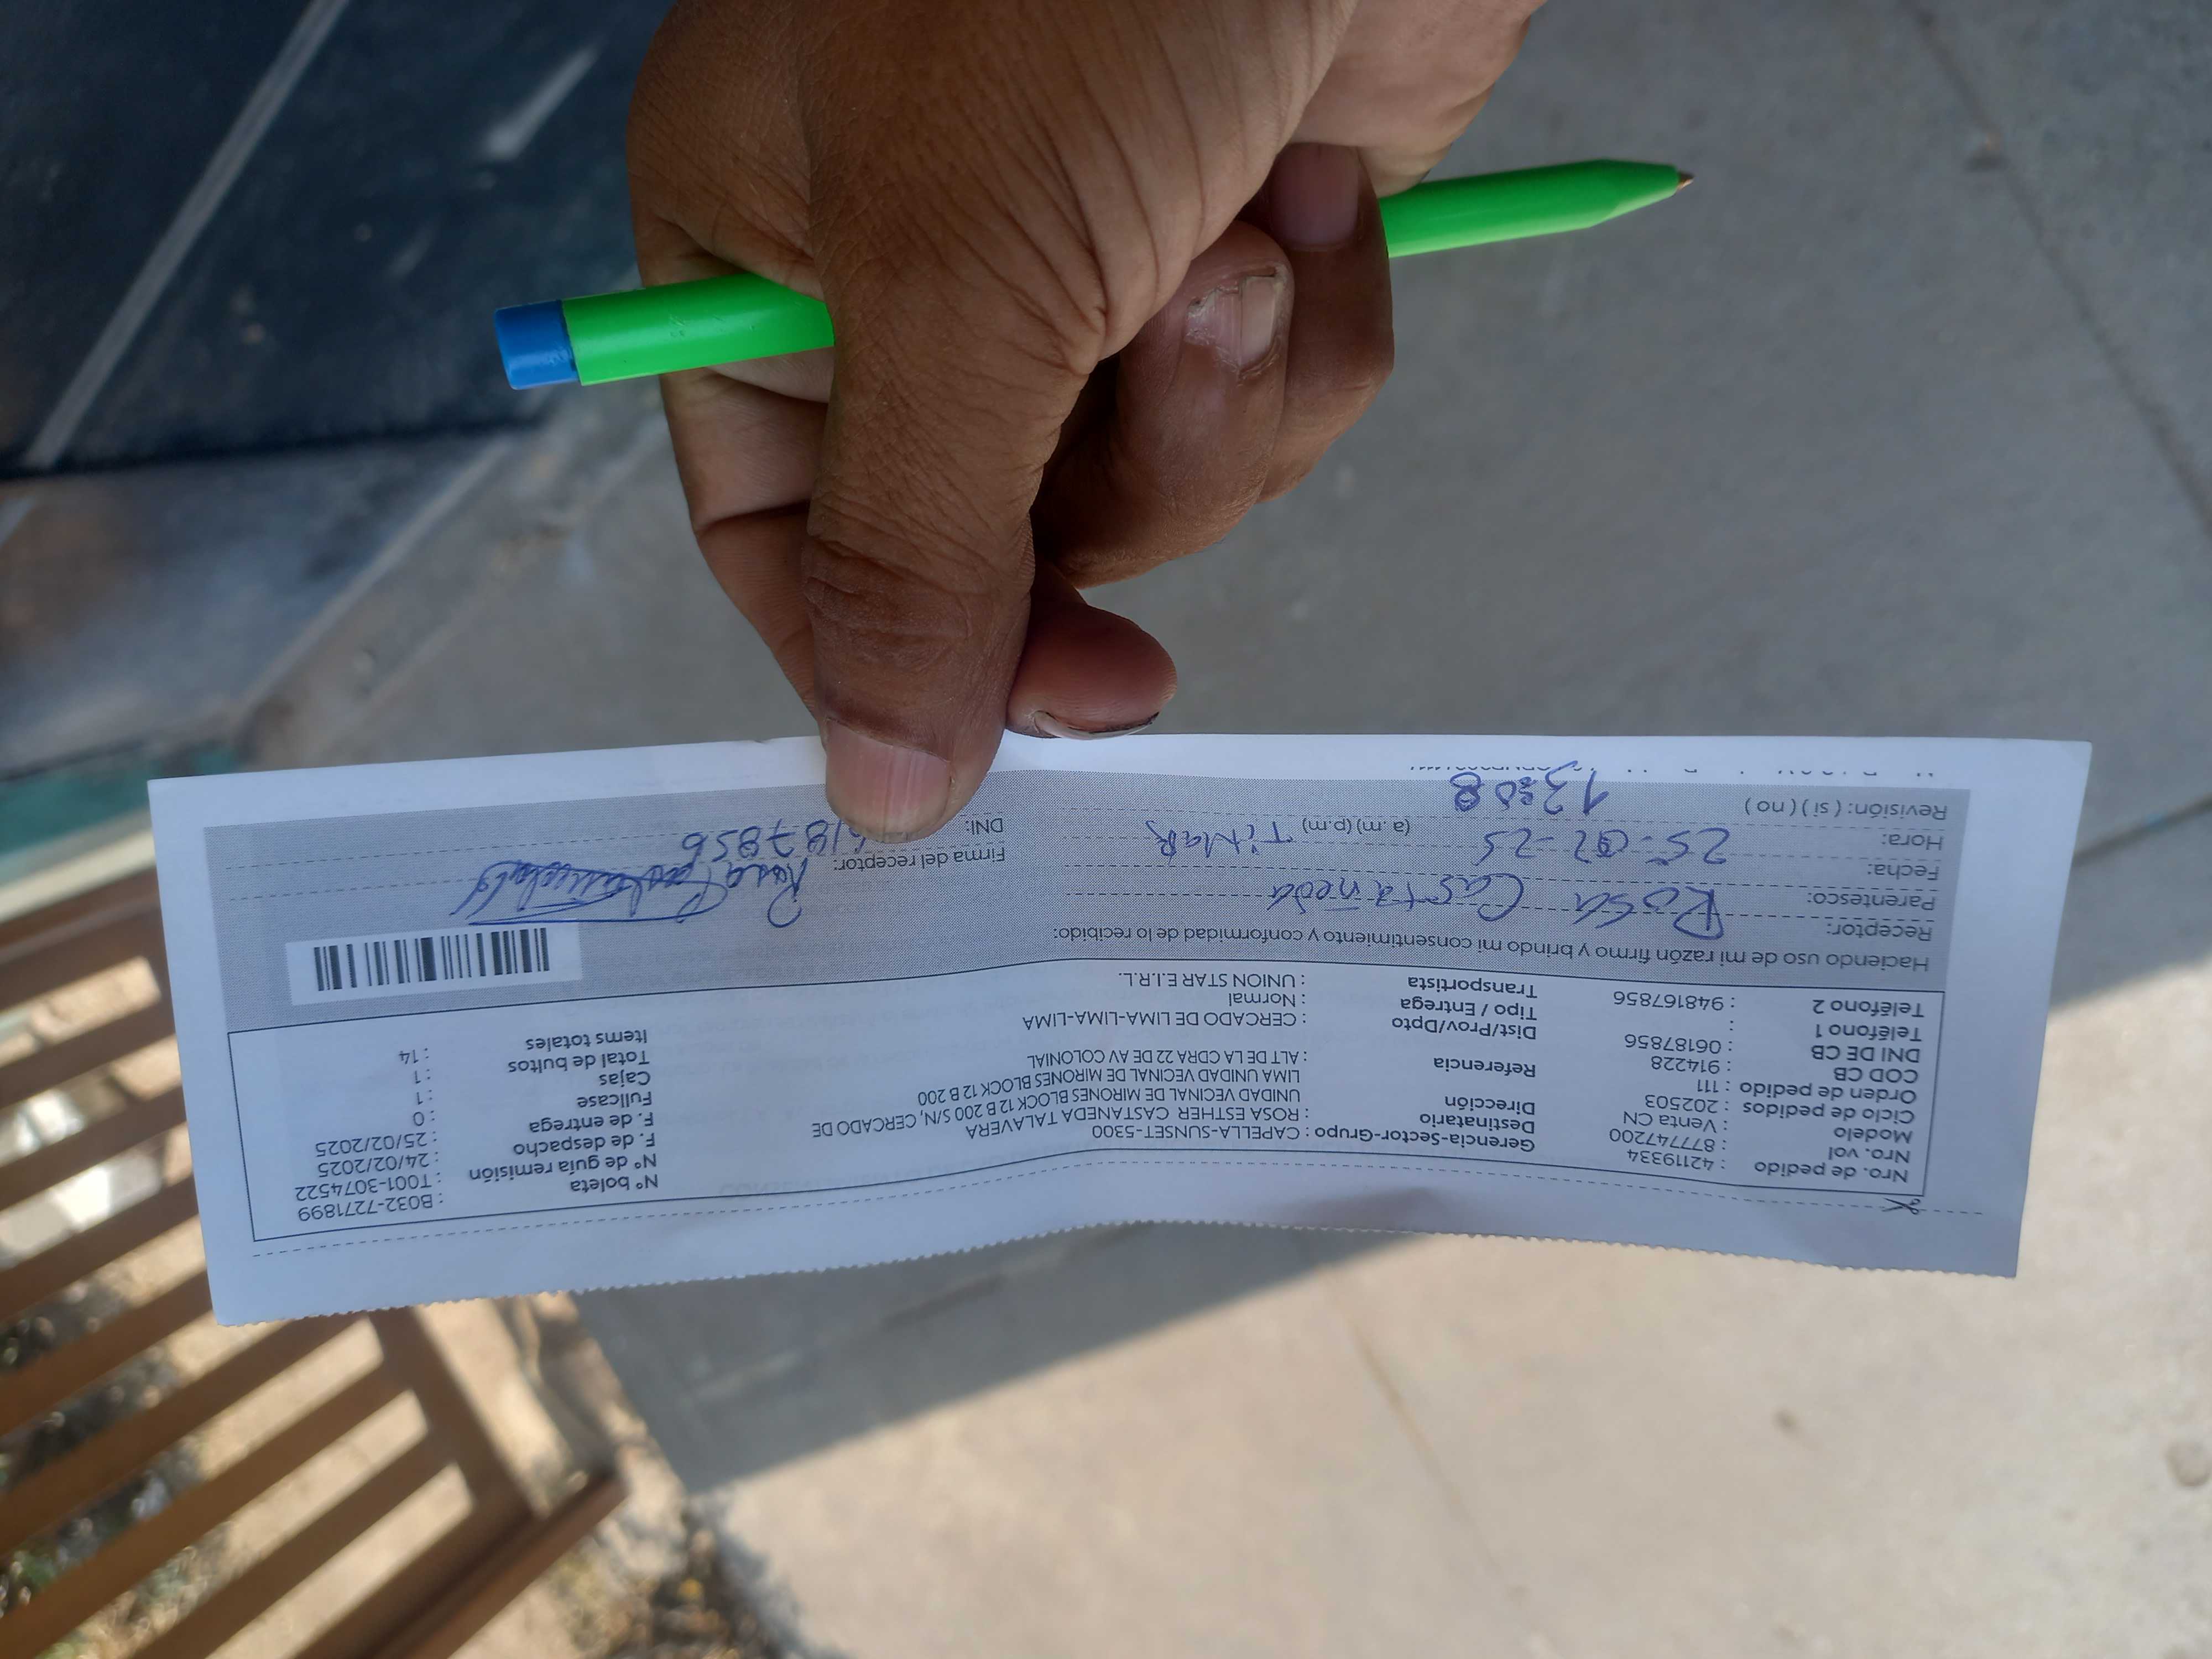 Nro. de pedido : 42119334
Nro. vol : 877747200
Modelo : Venta CN
Ciclo de pedidos : 202503
Orden de pedido : 111
COD CB : 914228
DNI DE CB : 06187856
Teléfono 1 :
Teléfono 2 : 948167856
Gerencia-Sector-Grupo : CAPELLA-SUNSET-5300
Destinatario : ROSA ESTHER CASTANEDA TALAVERA
Dirección UNIDAD VECINAL DE MIRONES BLOCK 12 B 200 S/N, CERCADO DE
LIMA UNIDAD VECINAL DE MIRONES BLOCK 12 B 200
Referencia : ALT DE LA CDRA 22 DE AV COLONIAL
Dist/Prov/Dpto : CERCADO DE LIMA-LIMA-LIMA
Tipo / Entrega : Normal
Transportista : UNION STAR E.I.R.L.
N° boleta : B032-7271899
N° de guía remisión : T001-3074522
F. de despacho : 24/02/2025
F. de entrega : 25/02/2025
Fullcase : 0
Cajas : 1
Total de bultos : 1
Items totales : 14
Haciendo uso de mi razón firmo y brindo mi consentimiento y conformidad de lo recibido:
Receptor: Rosa Castañeda
Parentesco:
Fecha: 25-02-25 TiTulaR
Hora: (a.m) (p.m)
Revisión: ( si ) ( no ) 13:08
Firma del receptor: Rosa Castañeda
DNI: 6187856